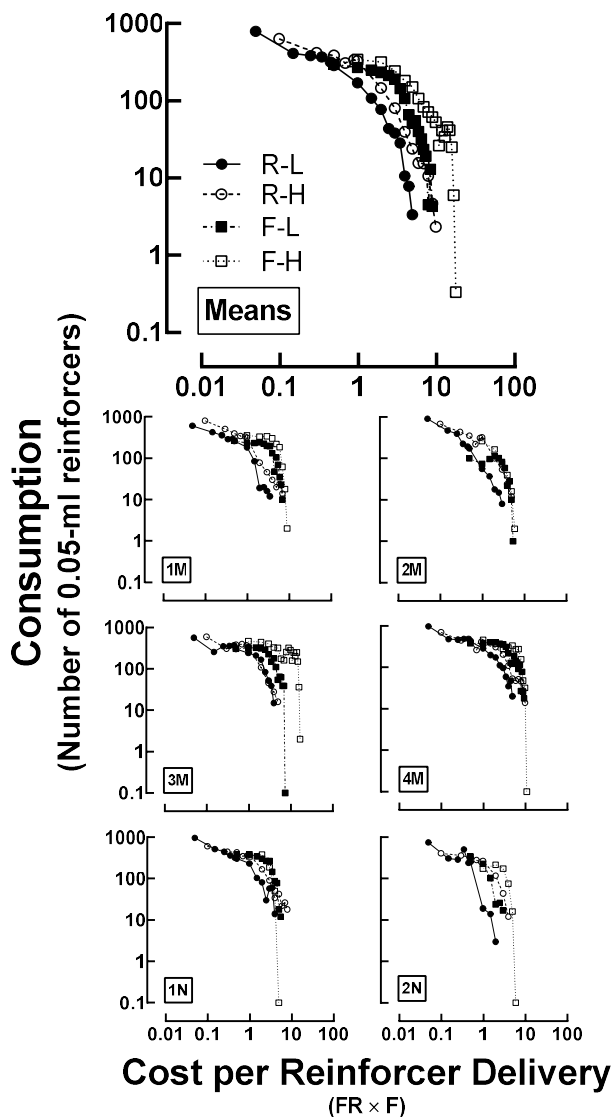 1000
100
10
1
0.1
R-L
R-H
F-L
F-H
Means
0.01 0.1 1 10 100
Consumption
(Number of 0.05-ml reinforcers)
1000
100
10
1
0.1
1M
2M
1000
100
10
1
0.1
3M
4M
1000
100
10
1
0.1
1N
2N
0.01 0.1 1 10 100
0.01 0.1 1 10 100
Cost per Reinforcer Delivery
(FR × F)